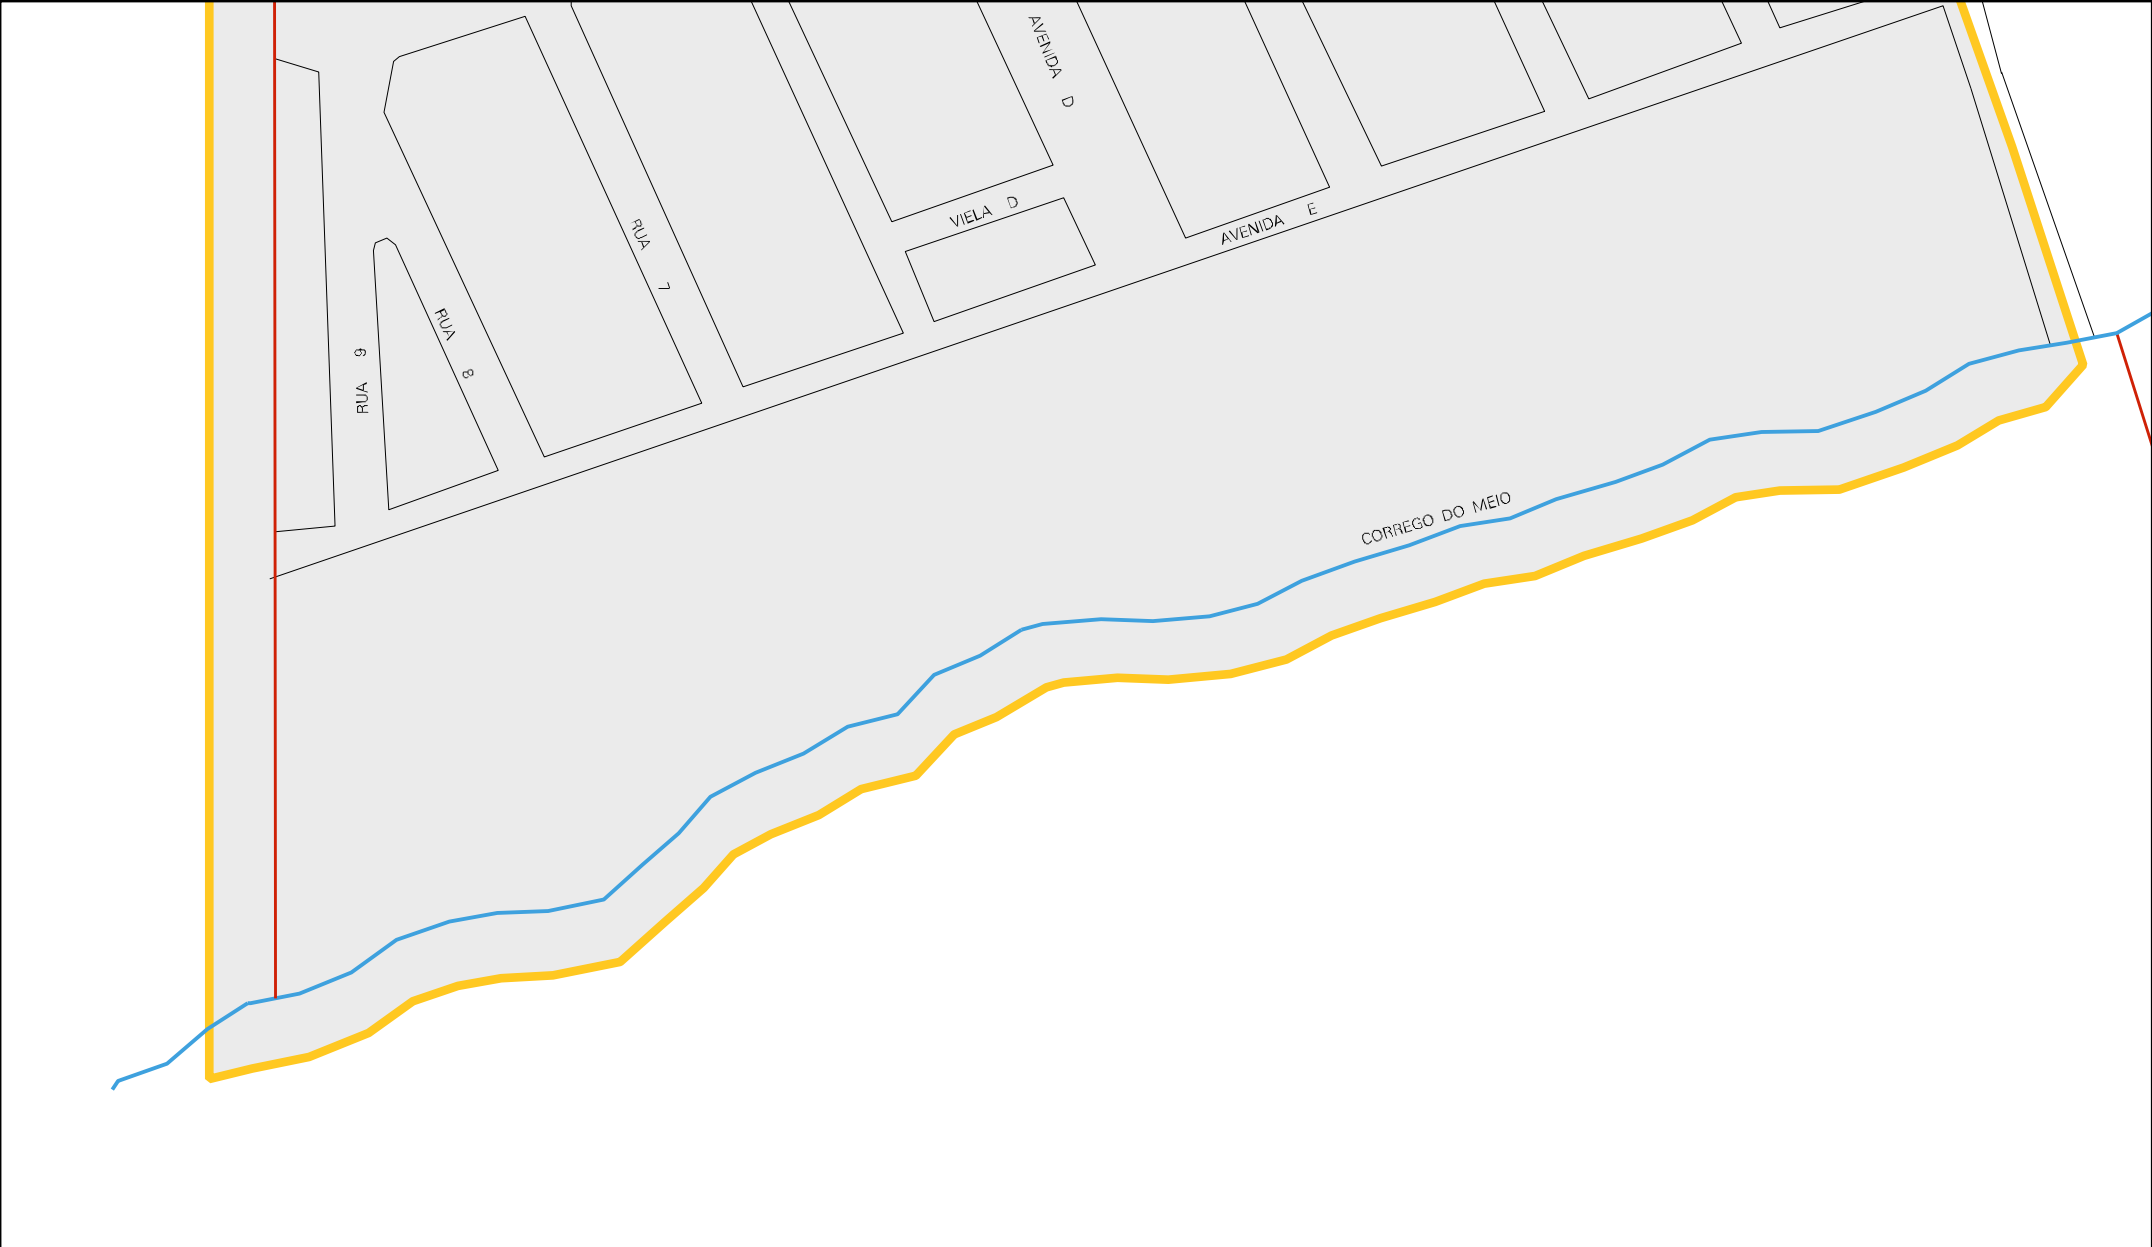 AVENIDA D
VIELA D
AVENIDA E
RUA 7
RUA 8
RUA 9
CORREGO DO MEIO